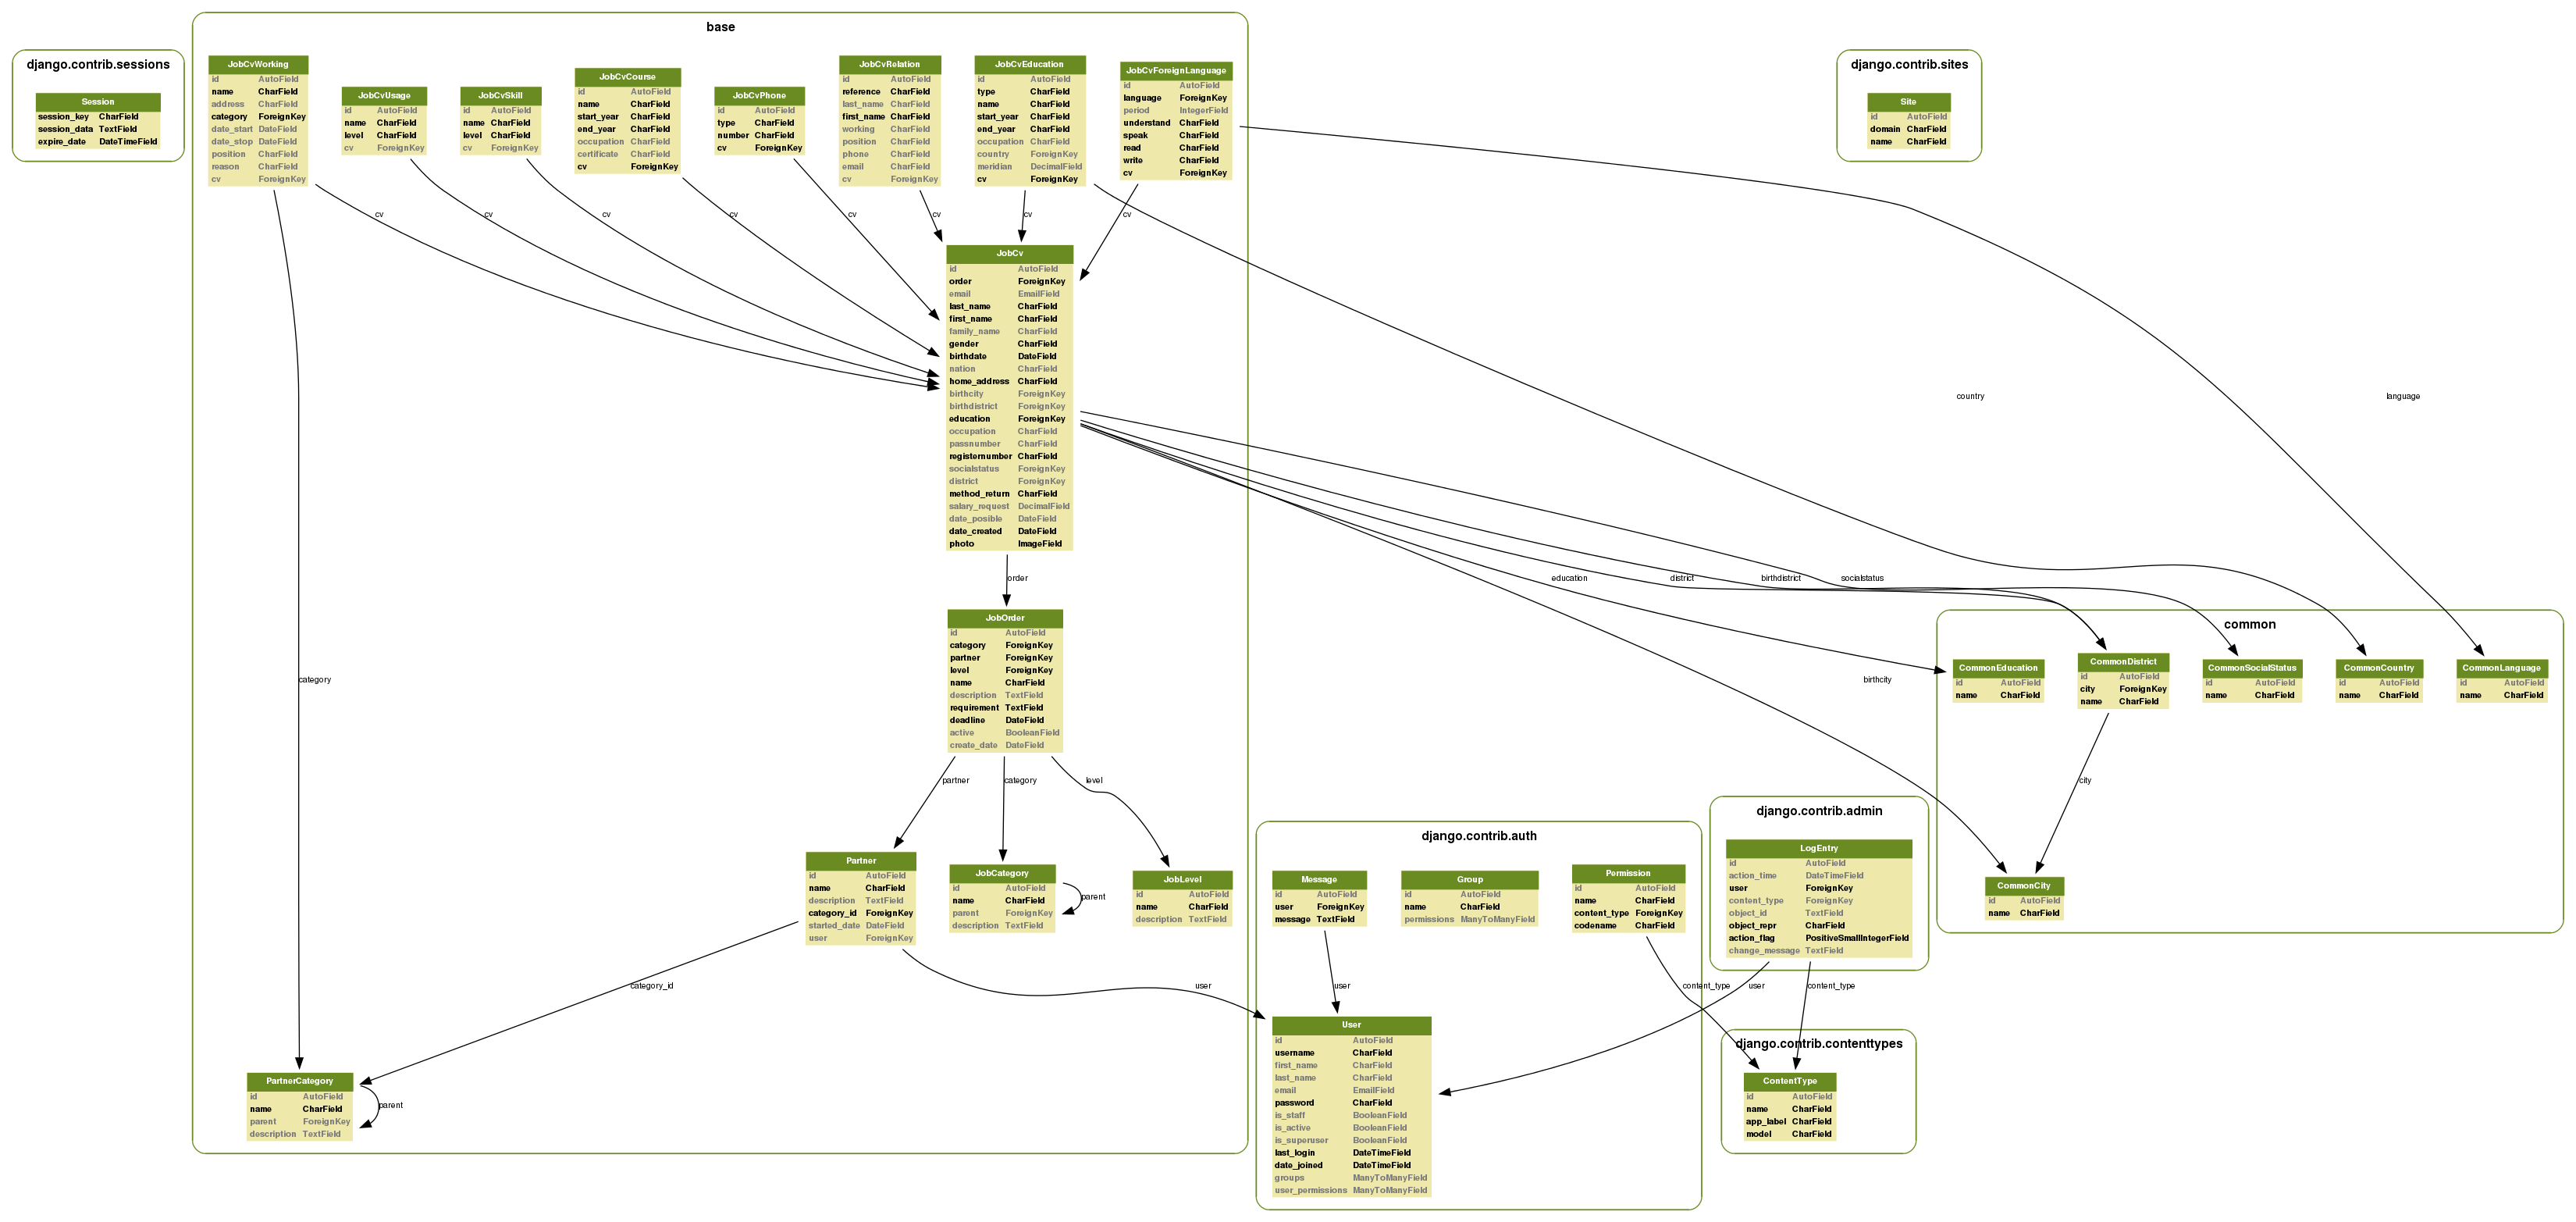 django.contrib.sessions
Session
session_key CharField
session_data TextField
expire_date DateTimeField
base
JobCvWorking
id AutoField
name CharField
address CharField
category ForeignKey
date_start DateField
date_stop DateField
position CharField
reason CharField
cv ForeignKey
JobCvUsage
id AutoField
name CharField
level CharField
cv ForeignKey
JobCvSkill
id AutoField
name CharField
level CharField
cv ForeignKey
JobCvCourse
id AutoField
name CharField
start_year CharField
end_year CharField
occupation CharField
certificate CharField
cv ForeignKey
JobCvPhone
id AutoField
type CharField
number CharField
cv ForeignKey
JobCvRelation
id AutoField
reference CharField
last_name CharField
first_name CharField
working CharField
position CharField
phone CharField
email CharField
cv ForeignKey
JobCvEducation
id AutoField
type CharField
name CharField
start_year CharField
end_year CharField
occupation CharField
country ForeignKey
meridian DecimalField
cv ForeignKey
JobCvForeignLanguage
id AutoField
language ForeignKey
period IntegerField
understand CharField
speak CharField
read CharField
write CharField
cv ForeignKey
django.contrib.sites
Site
id AutoField
domain CharField
name CharField
cv
cv
cv
cv
cv
cv
cv
cv
JobCv
id AutoField
order ForeignKey
email EmailField
last_name CharField
first_name CharField
family_name CharField
gender CharField
birthdate DateField
nation CharField
home_address CharField
birthcity ForeignKey
birthdistrict ForeignKey
education ForeignKey
occupation CharField
passnumber CharField
registernumber CharField
socialstatus ForeignKey
district ForeignKey
method_return CharField
salary_request DecimalField
date_posible DateField
date_created DateField
photo ImageField
country
language
order
education
district
birthdistrict
socialstatus
JobOrder
id AutoField
category ForeignKey
partner ForeignKey
level ForeignKey
name CharField
description TextField
requirement TextField
deadline DateField
active BooleanField
create_date DateField
category
birthcity
common
CommonEducation
id AutoField
name CharField
CommonDistrict
id AutoField
city ForeignKey
name CharField
CommonSocialStatus
id AutoField
name CharField
CommonCountry
id AutoField
name CharField
CommonLanguage
id AutoField
name CharField
partner
category
level
city
Partner
id AutoField
name CharField
description TextField
category_id ForeignKey
started_date DateField
user ForeignKey
JobCategory
id AutoField
name CharField
parent ForeignKey
description TextField
parent
JobLevel
id AutoField
name CharField
description TextField
django.contrib.auth
Message
id AutoField
user ForeignKey
message TextField
Group
id AutoField
name CharField
permissions ManyToManyField
Permission
id AutoField
name CharField
content_type ForeignKey
codename CharField
django.contrib.admin
LogEntry
id AutoField
action_time DateTimeField
user ForeignKey
content_type ForeignKey
object_id TextField
object_repr CharField
action_flag PositiveSmallIntegerField
change_message TextField
CommonCity
id AutoField
name CharField
category_id
user
user
content_type
user
content_type
PartnerCategory
id AutoField
name CharField
parent ForeignKey
description TextField
parent
User
id AutoField
username CharField
first_name CharField
last_name CharField
email EmailField
password CharField
is_staff BooleanField
is_active BooleanField
is_superuser BooleanField
last_login DateTimeField
date_joined DateTimeField
groups ManyToManyField
user_permissions ManyToManyField
django.contrib.contenttypes
ContentType
id AutoField
name CharField
app_label CharField
model CharField